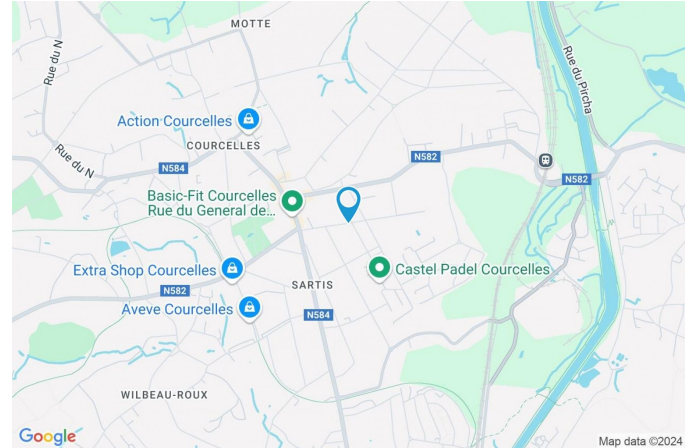 MOTTE
Rue du N
Rue du Pircha
Action Courcelles
COURCELLES
Rue du N
N584
N582
N582
Basic-Fit Courcelles
Rue du General de...
Extra Shop Courcelles
Castel Padel Courcelles
SARTIS
N582
Aveve Courcelles
N584
WILBEAU-ROUX
Google
Map data ©2024